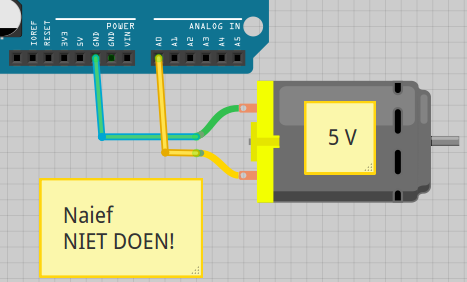 POWER
ANALOG IN
IOREF
RESET
3V3
5V
GND
GND
VIN
A0
A1
A2
A3
A4
A5
5 V
Naief
NIET DOEN!